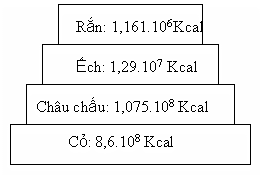 Rắn: 1,161.10⁶Kcal
Ếch: 1,29.10⁷ Kcal
Châu chấu: 1,075.10⁸ Kcal
Cỏ: 8,6.10⁸ Kcal